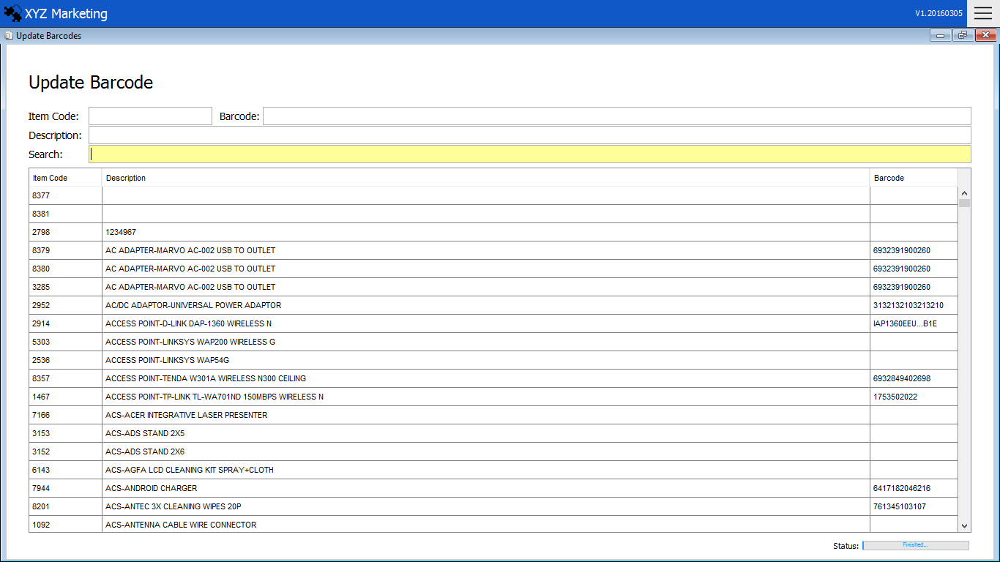 XYZ Marketing V1.20160305
Update Barcodes
Update Barcode
Item Code: Barcode:
Description:
Search:
Item Code Description Barcode
8377
8381
2798 1234967
8379 AC ADAPTER-MARVO AC-002 USB TO OUTLET 6932391900260
8380 AC ADAPTER-MARVO AC-002 USB TO OUTLET 6932391900260
3285 AC ADAPTER-MARVO AC-002 USB TO OUTLET 6932391900260
2952 AC/DC ADAPTOR-UNIVERSAL POWER ADAPTOR 3132132103213210
2914 ACCESS POINT-D-LINK DAP-1360 WIRELESS N IAP1360EEU...B1E
5303 ACCESS POINT-LINKSYS WAP200 WIRELESS G
2536 ACCESS POINT-LINKSYS WAP54G
8357 ACCESS POINT-TENDA W301A WIRELESS N300 CEILING 6932849402698
1467 ACCESS POINT-TP-LINK TL-WA701ND 150MBPS WIRELESS N 1753502022
7166 ACS-ACER INTEGRATIVE LASER PRESENTER
3153 ACS-ADS STAND 2X5
3152 ACS-ADS STAND 2X6
6143 ACS-AGFA LCD CLEANING KIT SPRAY+CLOTH
7944 ACS-ANDROID CHARGER 6417182046216
8201 ACS-ANTEC 3X CLEANING WIPES 20P 761345103107
1092 ACS-ANTENNA CABLE WIRE CONNECTOR
Status: Finished...